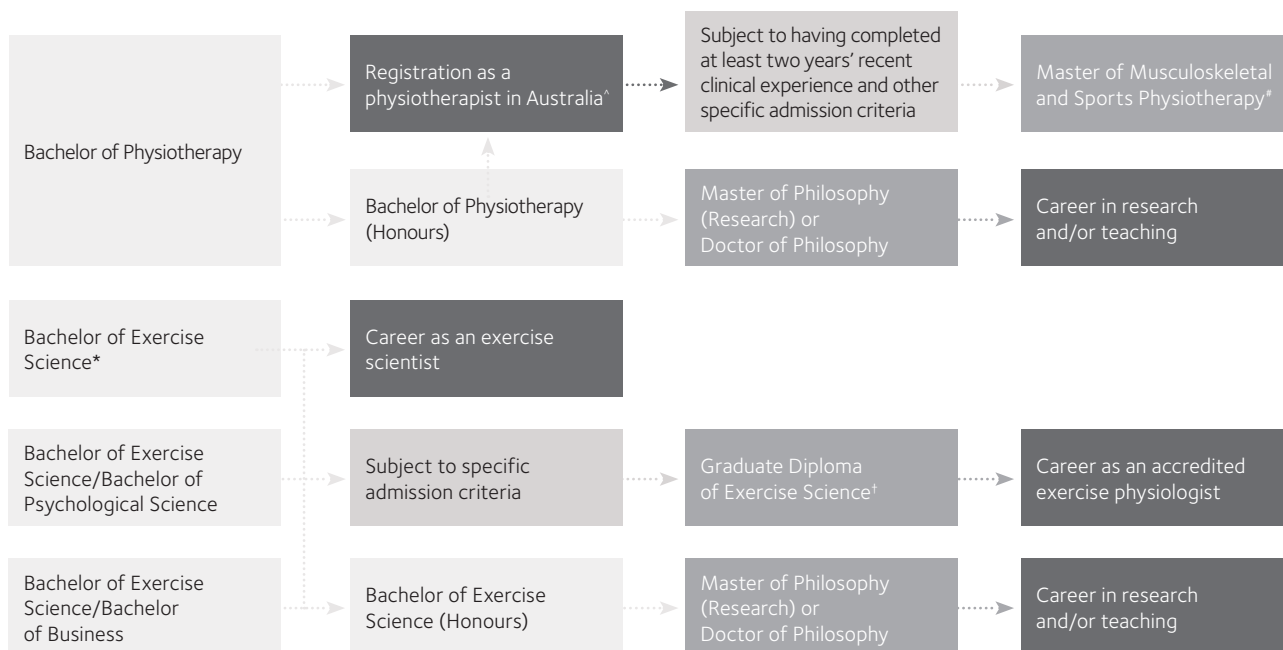 Bachelor of Physiotherapy
Registration as a
physiotherapist in Australia^
Subject to having completed
at least two years’ recent
clinical experience and other
specific admission criteria
Master of Musculoskeletal
and Sports Physiotherapy#
Bachelor of Physiotherapy
(Honours)
Master of Philosophy
(Research) or
Doctor of Philosophy
Career in research
and/or teaching
Bachelor of Exercise
Science*
Career as an exercise
scientist
Bachelor of Exercise
Science/Bachelor of
Psychological Science
Subject to specific
admission criteria
Graduate Diploma
of Exercise Science†
Career as an accredited
exercise physiologist
Bachelor of Exercise
Science/Bachelor
of Business
Bachelor of Exercise
Science (Honours)
Master of Philosophy
(Research) or
Doctor of Philosophy
Career in research
and/or teaching